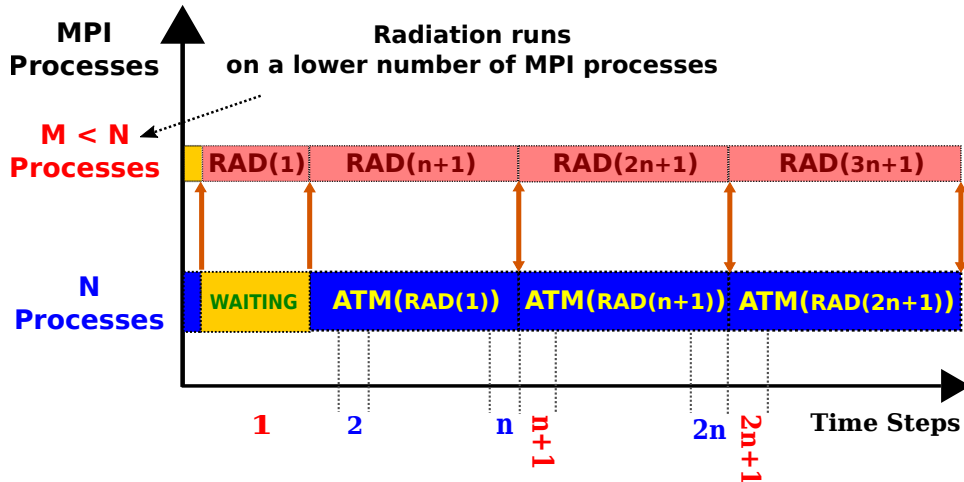 MPI
Processes
Radiation runs
on a lower number of MPI processes
M < N
Processes
RAD(1)
RAD(n+1)
RAD(2n+1)
RAD(3n+1)
N
Processes
WAITING
ATM(RAD(1))
ATM(RAD(n+1))
ATM(RAD(2n+1))
1
2
n
n+1
2n
2n+1
Time Steps